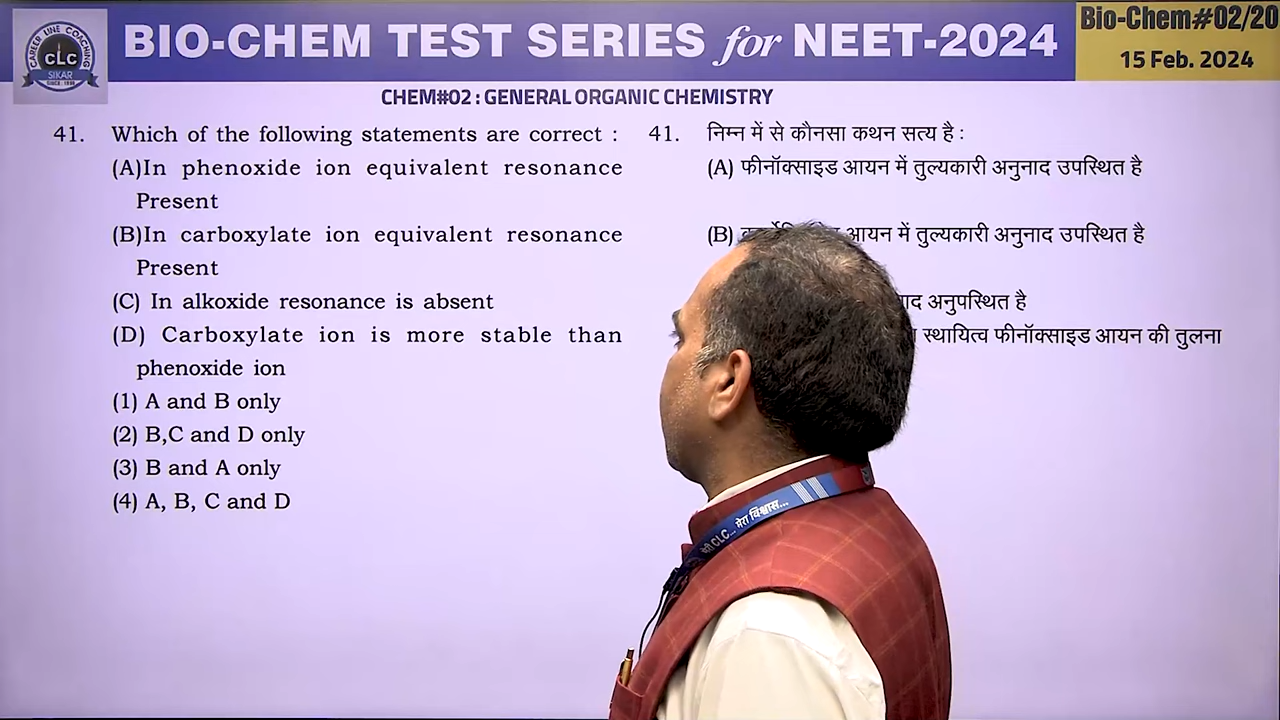 CAREER LINE COACHING
CLC
SIKAR
SINCE : 1996
BIO-CHEM TEST SERIES for NEET-2024
Bio-Chem#02/20
15 Feb. 2024
CHEM#02 : GENERAL ORGANIC CHEMISTRY
41. Which of the following statements are correct :
(A)In phenoxide ion equivalent resonance
Present
(B)In carboxylate ion equivalent resonance
Present
(C) In alkoxide resonance is absent
(D) Carboxylate ion is more stable than
phenoxide ion
(1) A and B only
(2) B,C and D only
(3) B and A only
(4) A, B, C and D
41. निम्न में से कौनसा कथन सत्य है :
(A) फीनॉक्साइड आयन में तुल्यकारी अनुनाद उपस्थित है
(B) आयन में तुल्यकारी अनुनाद उपस्थित है
अनुपस्थित है
स्थायित्व फीनॉक्साइड आयन की तुलना
CLC... मेरा विश्वास...